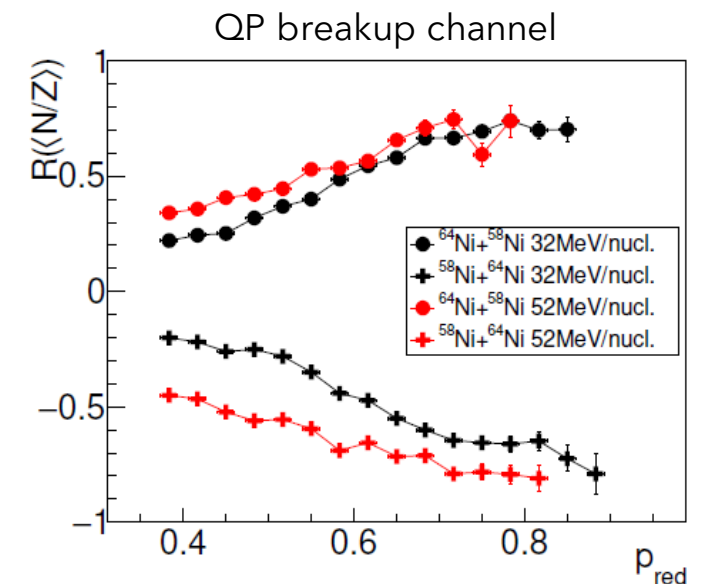 QP breakup channel
R(⟨N/Z⟩)
1
0.5
0
−0.5
−1
⁶⁴Ni+⁵⁸Ni 32MeV/nucl.
⁵⁸Ni+⁶⁴Ni 32MeV/nucl.
⁶⁴Ni+⁵⁸Ni 52MeV/nucl.
⁵⁸Ni+⁶⁴Ni 52MeV/nucl.
0.4 0.6 0.8
p_red